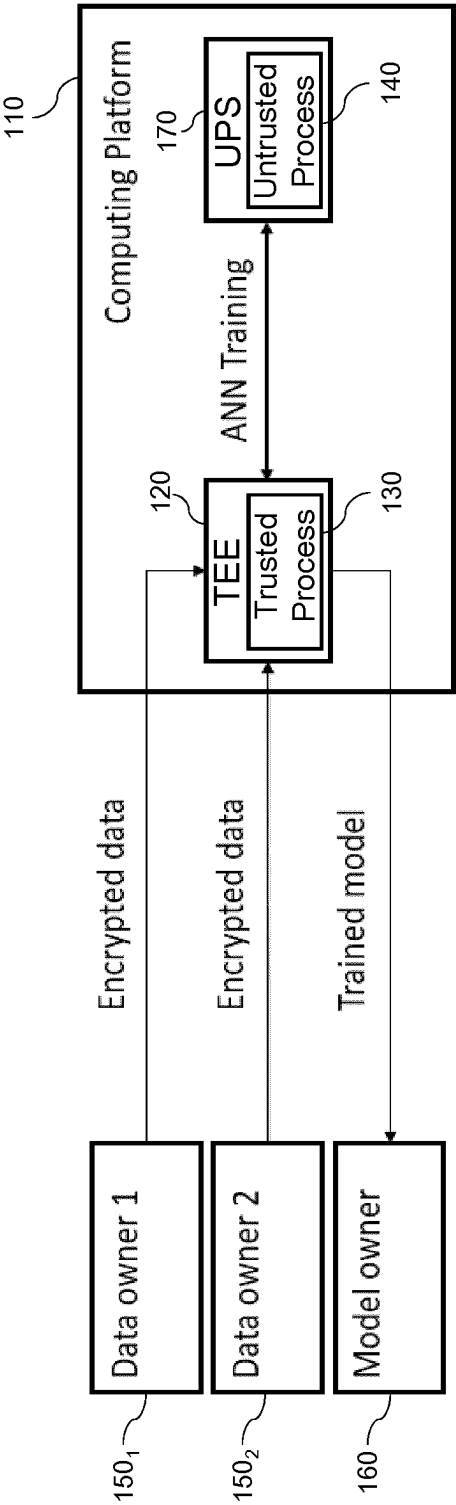 110
Computing Platform
120
TEE
Trusted
Process
130
ANN Training
170
UPS
Untrusted
Process
140
Encrypted data
Encrypted data
Trained model
Data owner 1
150₁
Data owner 2
150₂
Model owner
160